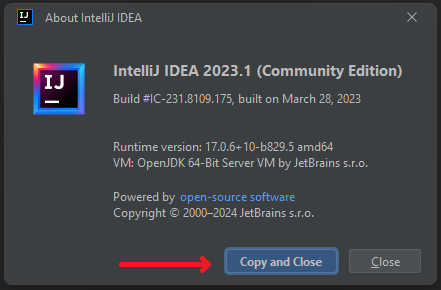 About IntelliJ IDEA
IJ
IntelliJ IDEA 2023.1 (Community Edition)
Build #IC-231.8109.175, built on March 28, 2023
Runtime version: 17.0.6+10-b829.5 amd64
VM: OpenJDK 64-Bit Server VM by JetBrains s.r.o.
Powered by open-source software
Copyright © 2000–2024 JetBrains s.r.o.
Copy and Close
Close